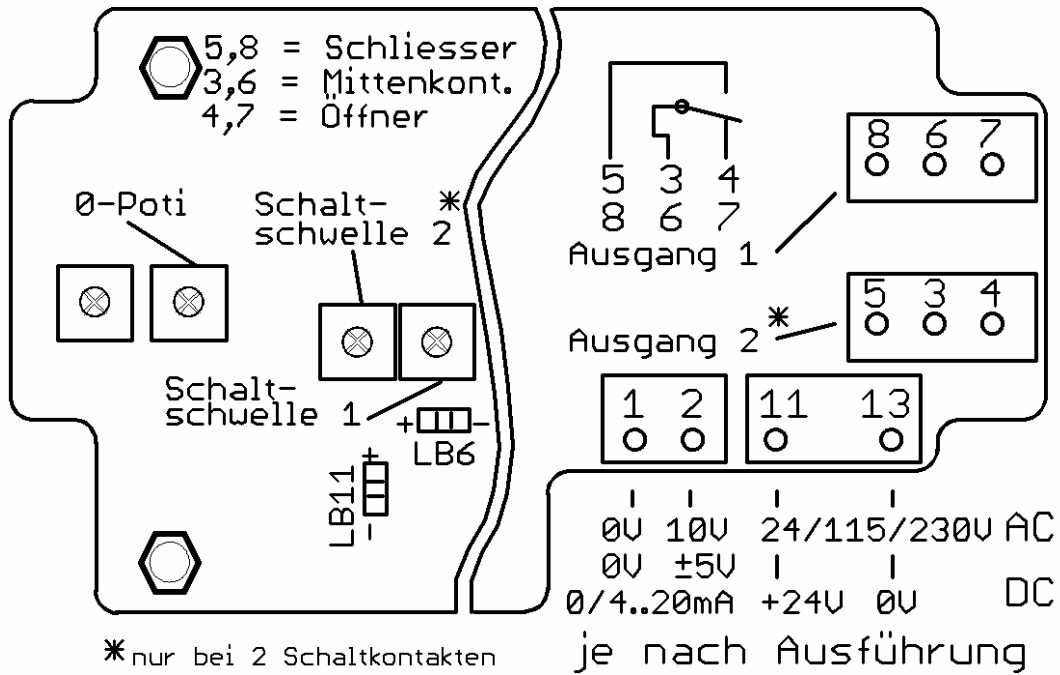 5,8 = Schliesser
3,6 = Mittenkont.
4,7 = Öffner
0-Poti
Schalt-
schwelle 2 *
Schalt-
schwelle 1
+ -
LB6
+
LB11
-
5 3 4
8 6 7
Ausgang 1
8 6 7
Ausgang 2 *
5 3 4
1 2 11 13
0V 10V 24/115/230V AC
0V ±5V
0/4..20mA +24V 0V DC
* nur bei 2 Schaltkontakten
je nach Ausführung